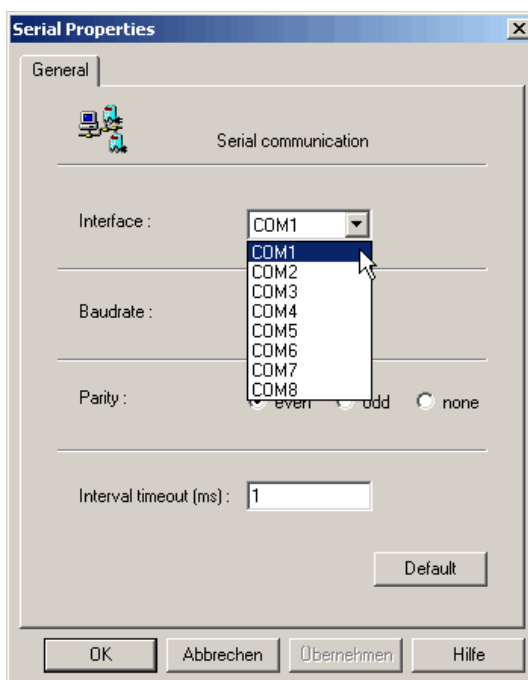 Serial Properties
General
Serial communication
Interface :
COM1
COM1
COM2
COM3
COM4
COM5
COM6
COM7
COM8
Baudrate :
Parity :
even odd none
Interval timeout (ms) : 1
Default
OK Abbrechen Übernehmen Hilfe